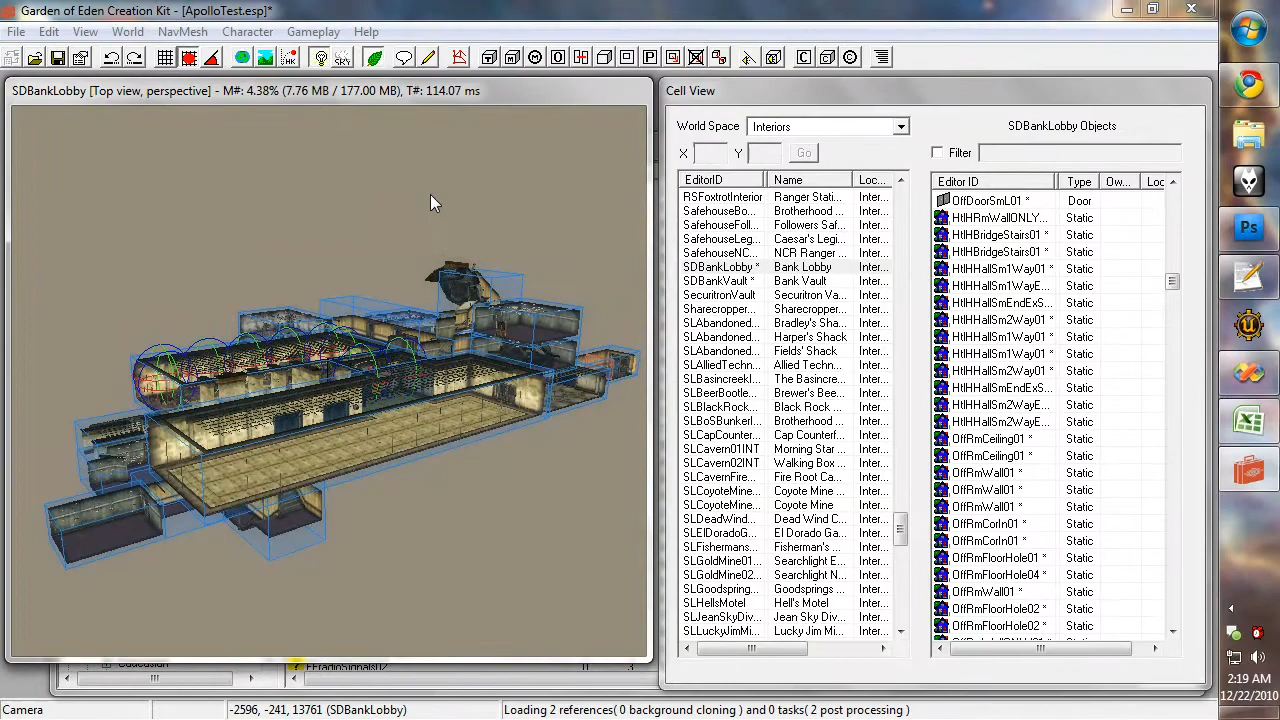 Garden of Eden Creation Kit - [ApolloTest.esp]*
File Edit View World NavMesh Character Gameplay Help
SDBankLobby [Top view, perspective] - M#: 4.38% (7.76 MB / 177.00 MB), T#: 114.07 ms
Cell View
World Space Interiors
SDBankLobby Objects
X Y Go
Filter
EditorID Name Loc...
RSFoxtrotInterior Ranger Stati... Inter...
SafehouseBo... Brotherhood ... Inter...
SafehouseFoll... Followers Saf... Inter...
SafehouseLeg... Caesar's Legi... Inter...
SafehouseNC... NCR Ranger ... Inter...
SDBankLobby * Bank Lobby Inter...
SDBankVault * Bank Vault Inter...
SecuritronVault Securitron Va... Inter...
Sharecropper... Sharecropper... Inter...
SLAbandoned... Bradley's Sha... Inter...
SLAbandoned... Harper's Shack Inter...
SLAbandoned... Fields' Shack Inter...
SLAlliedTechn... Allied Techn... Inter...
SLBasincreekI... The Basincre... Inter...
SLBeerBootle... Brewer's Bee... Inter...
SLBlackRock... Black Rock ... Inter...
SLBoSBunkerI... Brotherhood ... Inter...
SLCapCounter... Cap Counterf... Inter...
SLCavern01INT Morning Star ... Inter...
SLCavern02INT Walking Box ... Inter...
SLCavernFire... Fire Root Ca... Inter...
SLCoyoteMine... Coyote Mine ... Inter...
SLCoyoteMine... Coyote Mine Inter...
SLDeadWind... Dead Wind C... Inter...
SLElDoradoG... El Dorado Ga... Inter...
SLFishermans... Fisherman's ... Inter...
SLGoldMine01... Searchlight E... Inter...
SLGoldMine02... Searchlight N... Inter...
SLGoodspring... Goodsprings ... Inter...
SLHellsMotel Hell's Motel Inter...
SLJeanSkyDiv... Jean Sky Div... Inter...
SLLuckyJimMi... Lucky Jim Mi... Inter...
Editor ID Type Ow... Loc
OffDoorSmL01 * Door
HtlHRmWallONLY... Static
HtlHBridgeStairs01 * Static
HtlHBridgeStairs01 * Static
HtlHHallSm1Way01 * Static
HtlHHallSm1Way01 * Static
HtlHHallSmEndExS... Static
HtlHHallSm2Way01 * Static
HtlHHallSm2Way01 * Static
HtlHHallSm2Way01 * Static
HtlHHallSm2WayE... Static
HtlHHallSmEndExS... Static
HtlHHallSm2WayE... Static
HtlHHallSm2WayE... Static
OffRmCeiling01 * Static
OffRmCeiling01 * Static
OffRmWall01 * Static
OffRmWall01 * Static
OffRmWall01 * Static
OffRmCorIn01 * Static
OffRmCorIn01 * Static
OffRmFloorHole01 * Static
OffRmFloorHole04 * Static
OffRmWall01 * Static
OffRmFloorHole02 * Static
OffRmFloorHole02 * Static
Camera -2596, -241, 13761 (SDBankLobby) Loading 2 references( 0 background cloning ) and 0 tasks( 2 post processing )
Ps
2:19 AM
12/22/2010